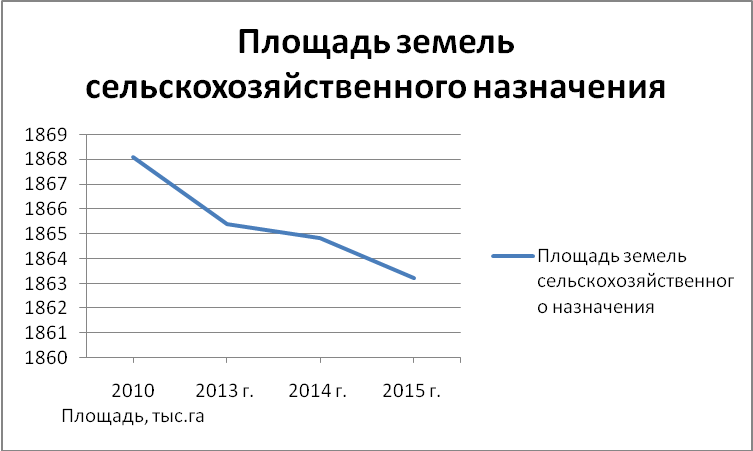 Площадь земель
сельскохозяйственного назначения
1869
1868
1867
1866
1865
1864
1863
1862
1861
1860
2010 2013 г. 2014 г. 2015 г.
Площадь, тыс.га
Площадь земель
сельскохозяйственног
о назначения